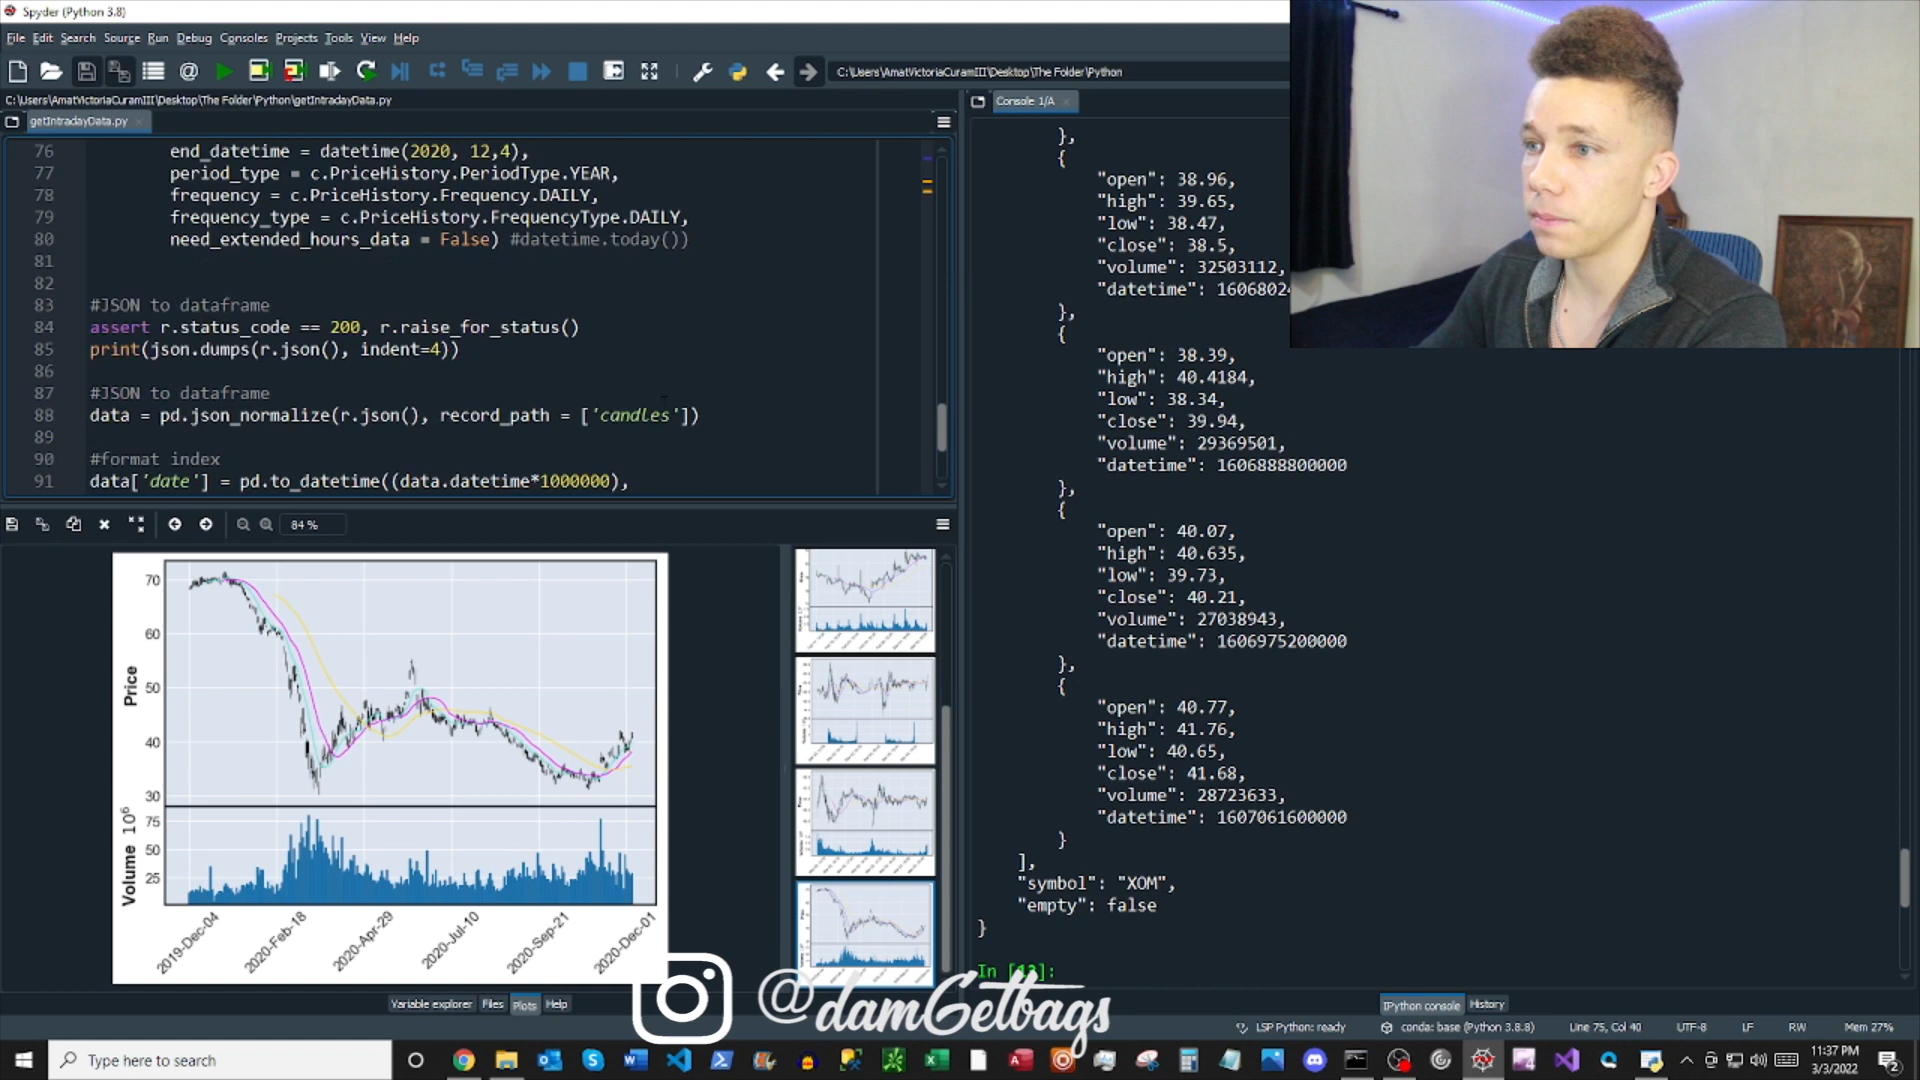 Spyder (Python 3.8)
File Edit Search Source Run Debug Consoles Projects Tools View Help
C:\Users\AmatVictoriaCuramIII\Desktop\The Folder\Python
C:\Users\AmatVictoriaCuramIII\Desktop\The Folder\Python\getIntradayData.py
getIntradayData.py
76 end_datetime = datetime(2020, 12,4),
77 period_type = c.PriceHistory.PeriodType.YEAR,
78 frequency = c.PriceHistory.Frequency.DAILY,
79 frequency_type = c.PriceHistory.FrequencyType.DAILY,
80 need_extended_hours_data = False) #datetime.today())
81
82
83 #JSON to dataframe
84 assert r.status_code == 200, r.raise_for_status()
85 print(json.dumps(r.json(), indent=4))
86
87 #JSON to dataframe
88 data = pd.json_normalize(r.json(), record_path = ['candles'])
89
90 #format index
91 data['date'] = pd.to_datetime((data.datetime*1000000),
84 %
Price
70
60
50
40
30
Volume 10^6
75
50
25
2019-Dec-04
2020-Feb-18
2020-Apr-29
2020-Jul-10
2020-Sep-21
2020-Dec-01
Variable explorer Files Plots Help
Console 1/A
},
{
"open": 38.96,
"high": 39.65,
"low": 38.47,
"close": 38.5,
"volume": 32503112,
"datetime": 16068024
},
{
"open": 38.39,
"high": 40.4184,
"low": 38.34,
"close": 39.94,
"volume": 29369501,
"datetime": 1606888800000
},
{
"open": 40.07,
"high": 40.635,
"low": 39.73,
"close": 40.21,
"volume": 27038943,
"datetime": 1606975200000
},
{
"open": 40.77,
"high": 41.76,
"low": 40.65,
"close": 41.68,
"volume": 28723633,
"datetime": 1607061600000
}
],
"symbol": "XOM",
"empty": false
}
In [13]:
@damGetbags
IPython console History
LSP Python: ready conda: base (Python 3.8.8) Line 75, Col 40 UTF-8 LF RW Mem 27%
Type here to search
11:37 PM
3/3/2022
2